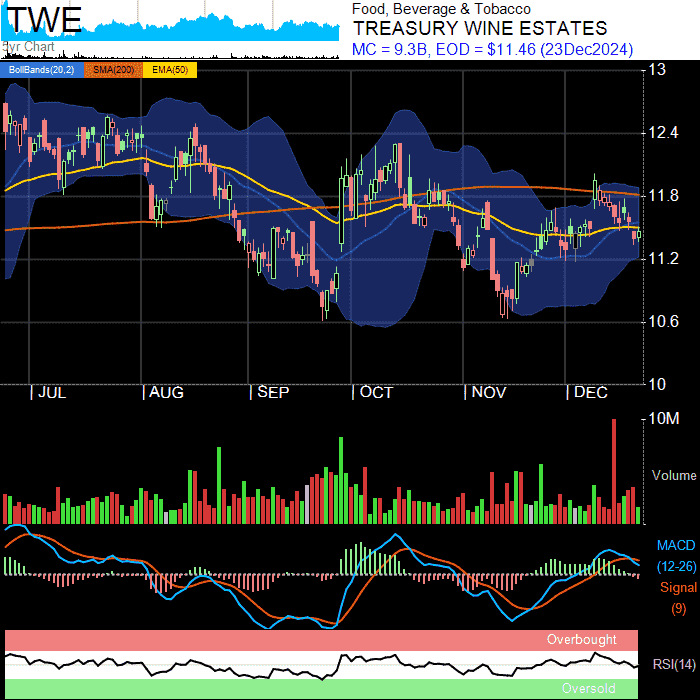 TWE
5yr Chart
Food, Beverage & Tobacco
TREASURY WINE ESTATES
MC = 9.3B, EOD = $11.46 (23Dec2024)
BollBands(20,2) SMA(200) EMA(50)
13
12.4
11.8
11.2
10.6
10
| JUL | AUG | SEP | OCT | NOV | DEC
10M
Volume
MACD
(12-26)
Signal
(9)
Overbought
RSI(14)
Oversold